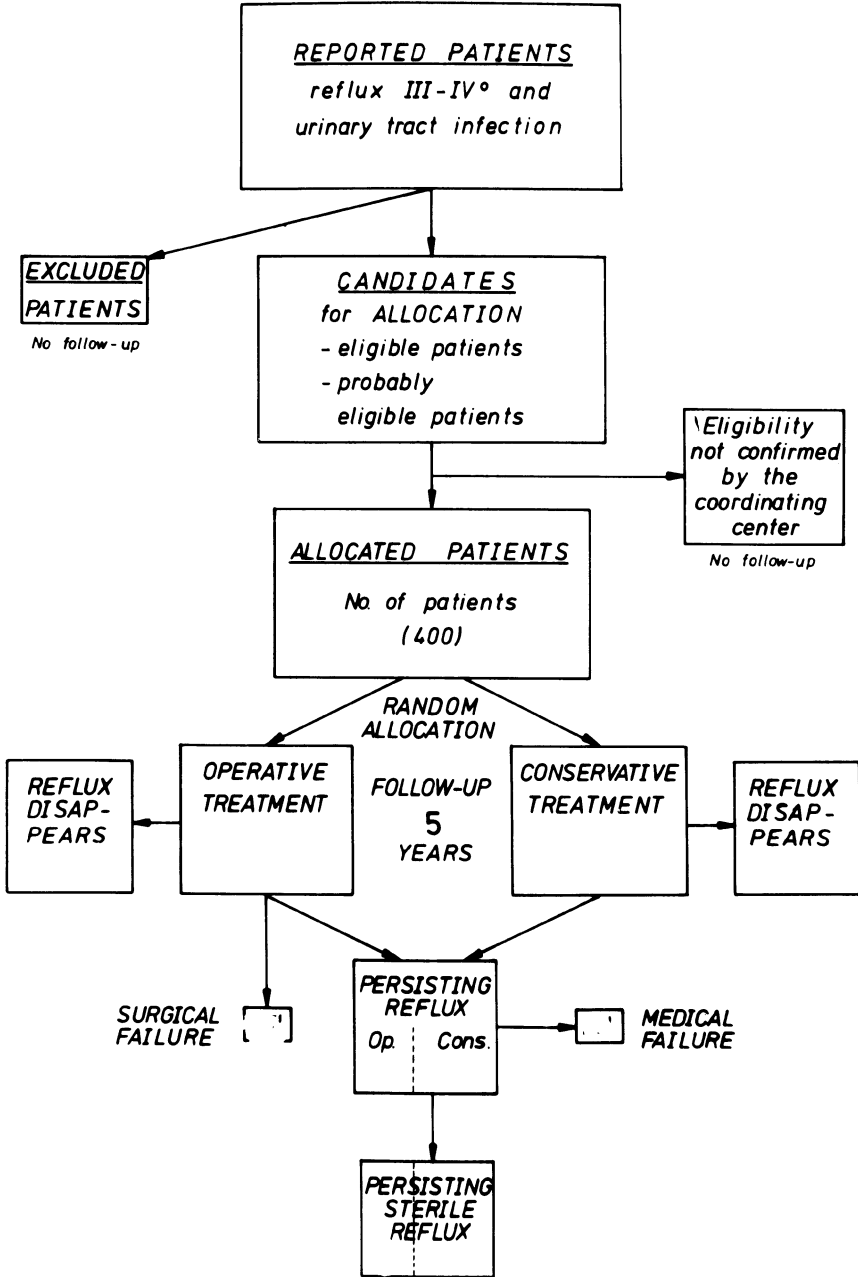 REPORTED PATIENTS
reflux III-IV° and
urinary tract infection
EXCLUDED
PATIENTS
No follow-up
CANDIDATES
for ALLOCATION
- eligible patients
- probably
eligible patients
Eligibility
not confirmed
by the
coordinating
center
No follow-up
ALLOCATED PATIENTS
No. of patients
(400)
RANDOM
ALLOCATION
REFLUX
DISAP-
PEARS
OPERATIVE
TREATMENT
FOLLOW-UP
5
YEARS
CONSERVATIVE
TREATMENT
REFLUX
DISAP-
PEARS
SURGICAL
FAILURE
PERSISTING
REFLUX
Op. Cons.
MEDICAL
FAILURE
PERSISTING
STERILE
REFLUX